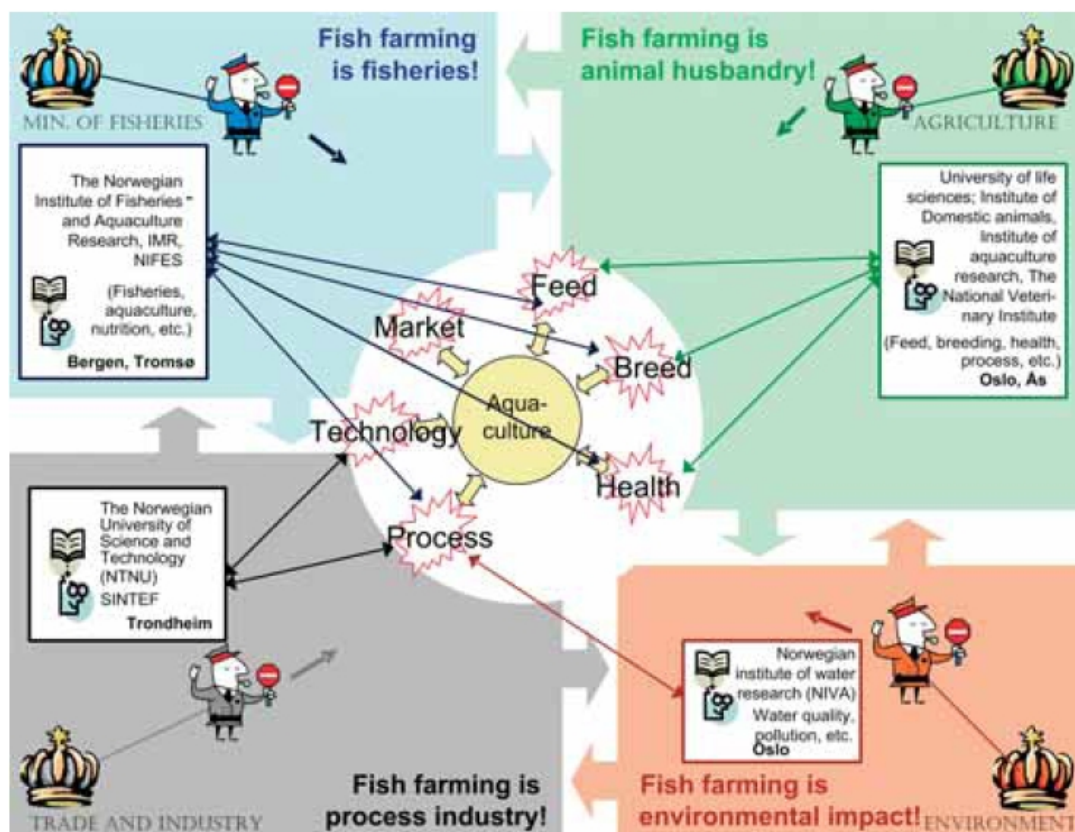 Fish farming
is fisheries!
Fish farming is
animal husbandry!
MIN. OF FISHERIES
AGRICULTURE
The Norwegian
Institute of Fisheries
and Aquaculture
Research, IMR,
NIFES
(Fisheries,
aquaculture,
nutrition, etc.)
Bergen, Tromsø
University of life
sciences; Institute of
Domestic animals,
Institute of
aquaculture
research, The
National Veteri-
nary Institute
(Feed, breeding, health,
process, etc.)
Oslo, Ås
Feed
Market
Breed
Aqua-
culture
Technology
Health
Process
The Norwegian
University of
Science and
Technology
(NTNU)
SINTEF
Trondheim
Norwegian
institute of water
research (NIVA)
Water quality,
pollution, etc.
Oslo
Fish farming is
process industry!
Fish farming is
environmental impact!
TRADE AND INDUSTRY
ENVIRONMENT